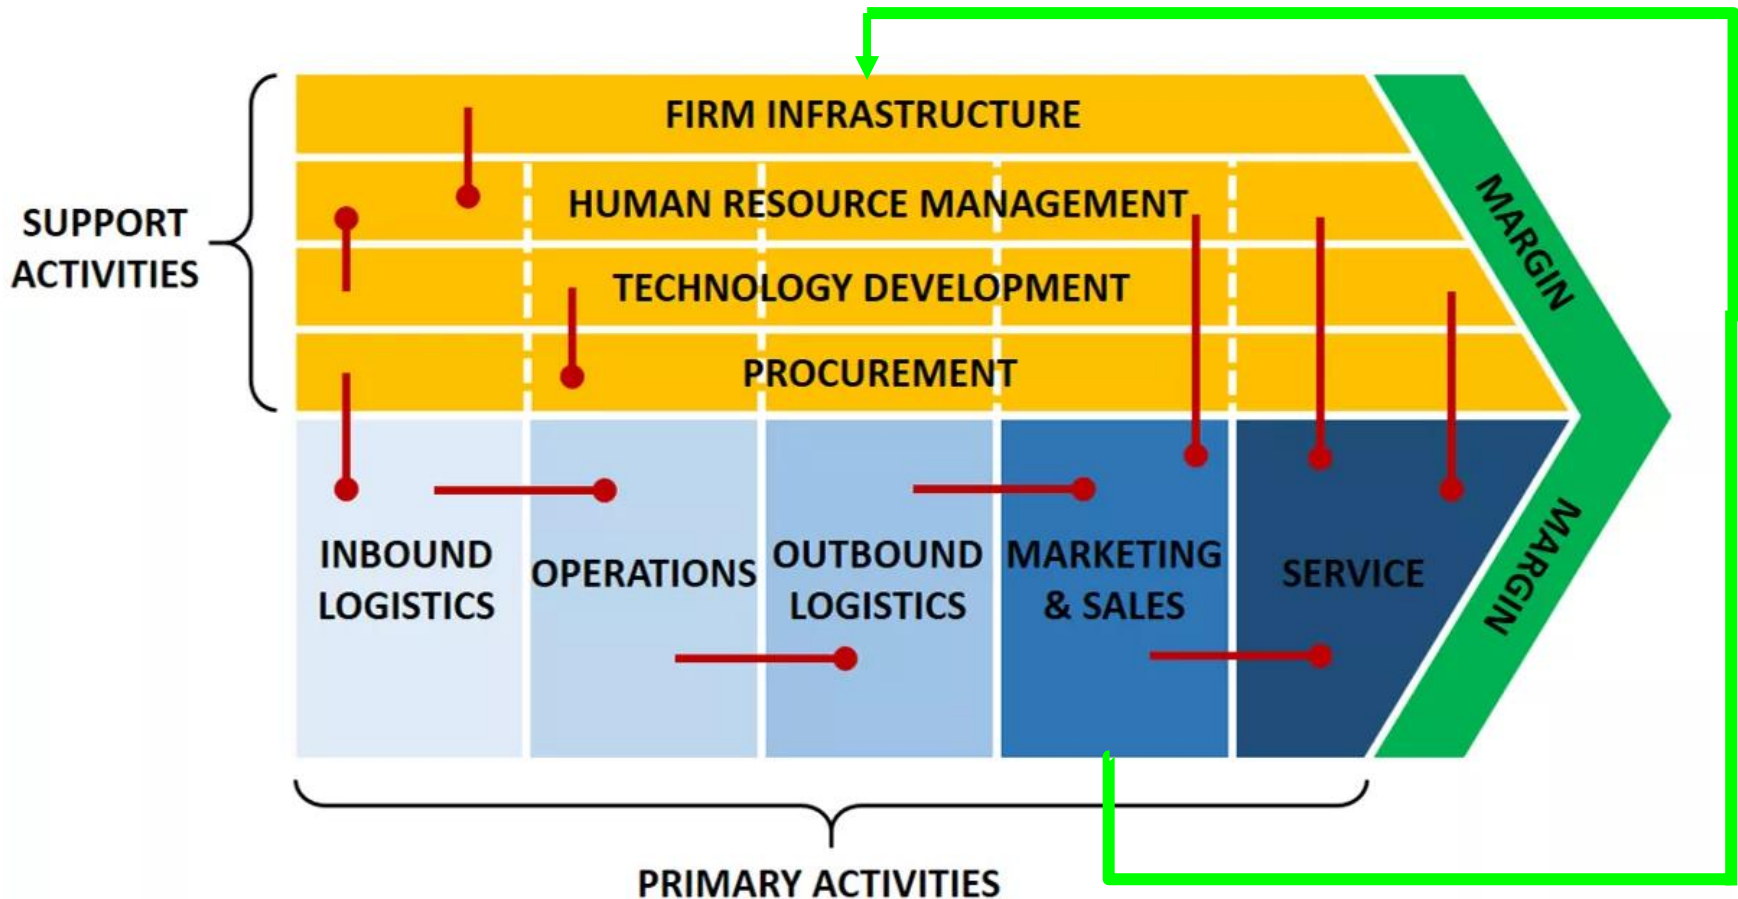 FIRM INFRASTRUCTURE
HUMAN RESOURCE MANAGEMENT
TECHNOLOGY DEVELOPMENT
PROCUREMENT
SUPPORT
ACTIVITIES
MARGIN
MARGIN
INBOUND
LOGISTICS
OPERATIONS
OUTBOUND
LOGISTICS
MARKETING
& SALES
SERVICE
PRIMARY ACTIVITIES